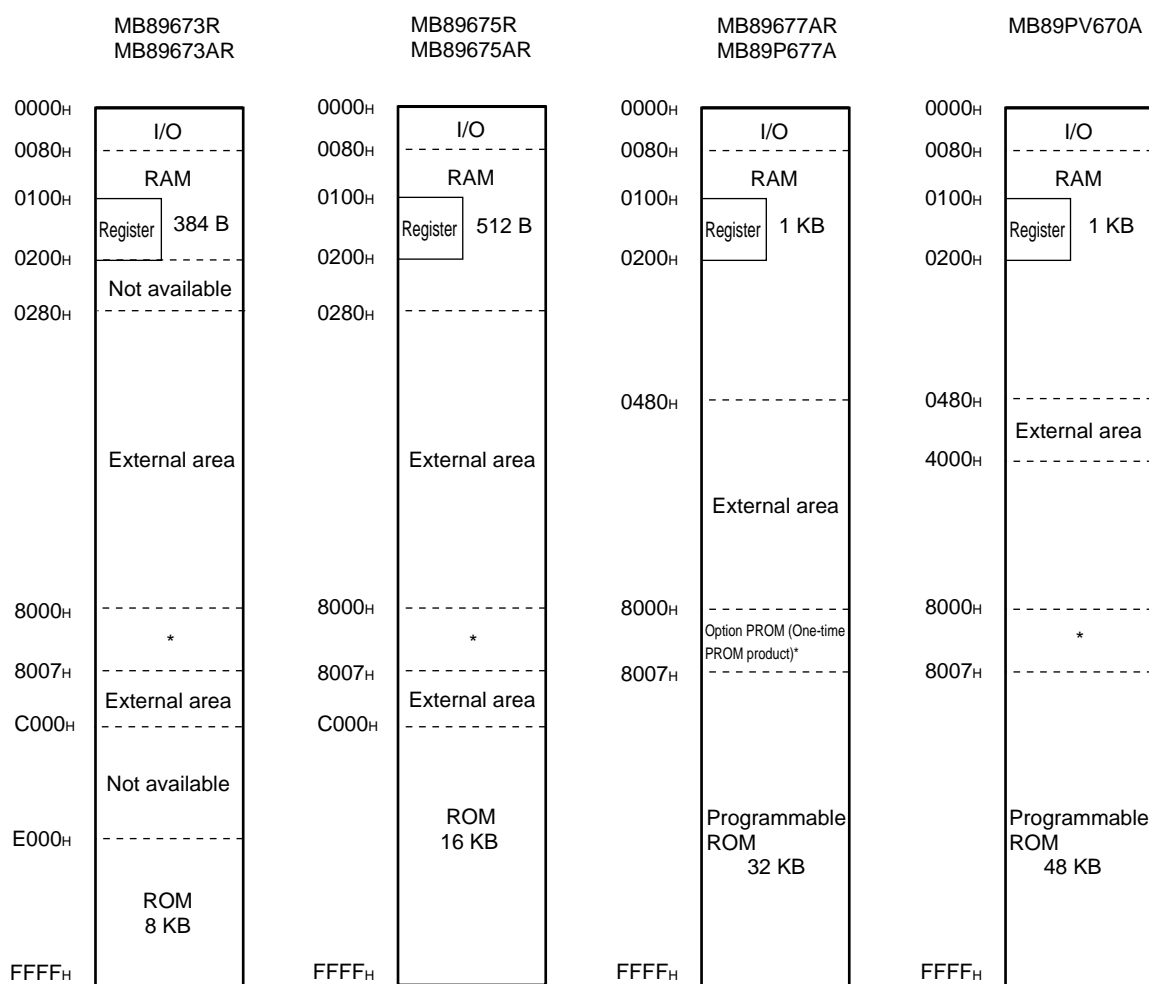 MB89673R
MB89673AR
0000H
I/O
0080H
RAM
0100H
Register
384 B
0200H
Not available
0280H
External area
8000H
*
8007H
External area
C000H
Not available
E000H
ROM
8 KB
FFFFH
MB89675R
MB89675AR
0000H
I/O
0080H
RAM
0100H
Register
512 B
0200H
0280H
External area
8000H
*
8007H
External area
C000H
ROM
16 KB
FFFFH
MB89677AR
MB89P677A
0000H
I/O
0080H
RAM
0100H
Register
1 KB
0200H
0480H
External area
8000H
Option PROM (One-time
PROM product)*
8007H
Programmable
ROM
32 KB
FFFFH
MB89PV670A
0000H
I/O
0080H
RAM
0100H
Register
1 KB
0200H
0480H
External area
4000H
8000H
*
8007H
Programmable
ROM
48 KB
FFFFH